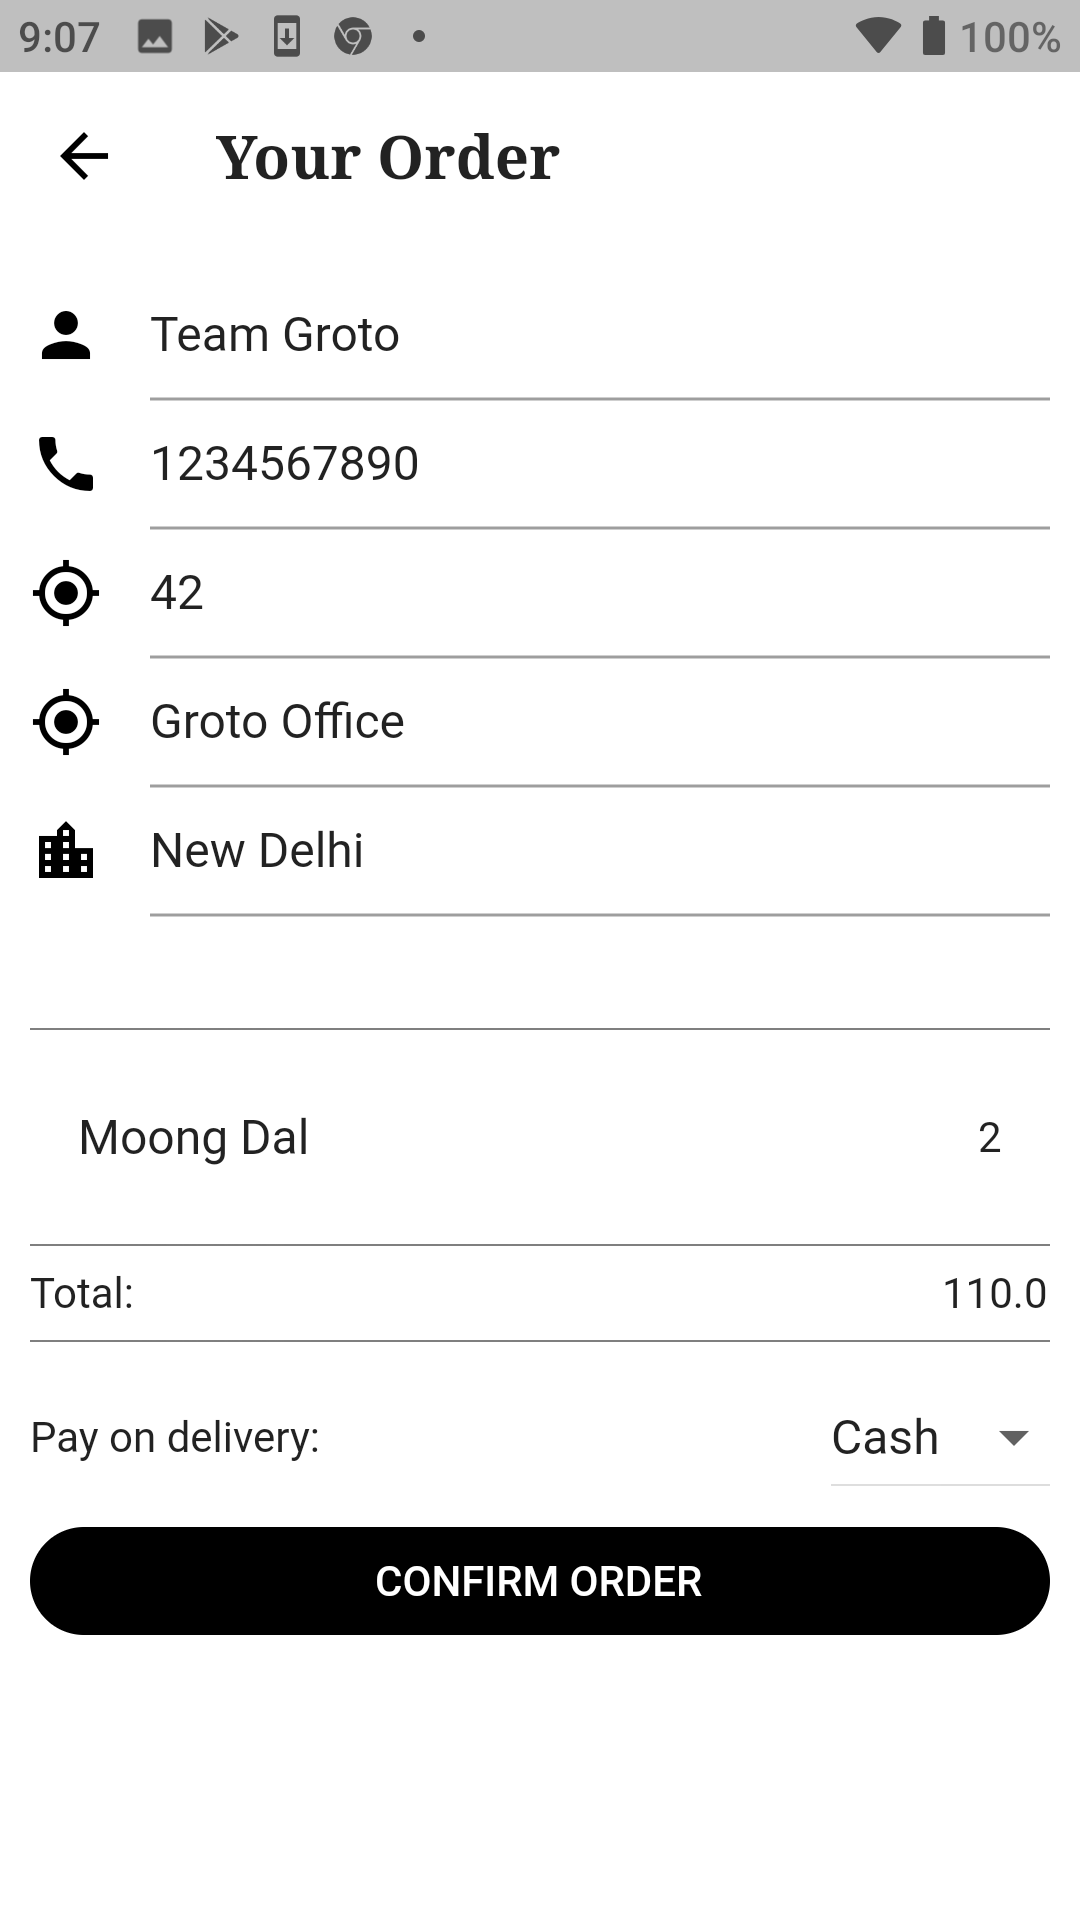 9:07 100%
Your Order
Team Groto
1234567890
42
Groto Office
New Delhi
Moong Dal 2
Total: 110.0
Pay on delivery: Cash
CONFIRM ORDER